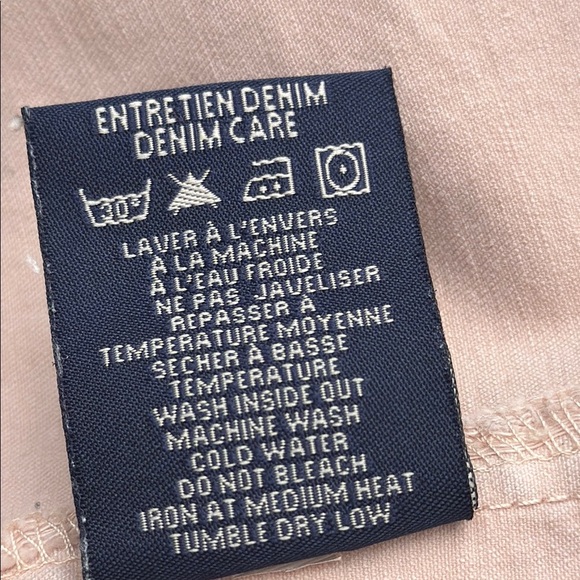 ENTRETIEN DENIM
DENIM CARE
30°
LAVER À L'ENVERS
À LA MACHINE
À L'EAU FROIDE
NE PAS JAVELISER
REPASSER À
TEMPERATURE MOYENNE
SECHER À BASSE
TEMPERATURE
WASH INSIDE OUT
MACHINE WASH
COLD WATER
DO NOT BLEACH
IRON AT MEDIUM HEAT
TUMBLE DRY LOW